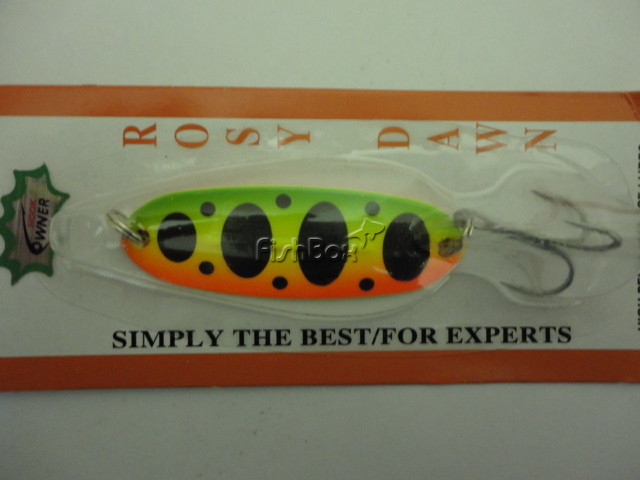 ROSY DAWN
OWNER
FishBox
SIMPLY THE BEST/FOR EXPERTS